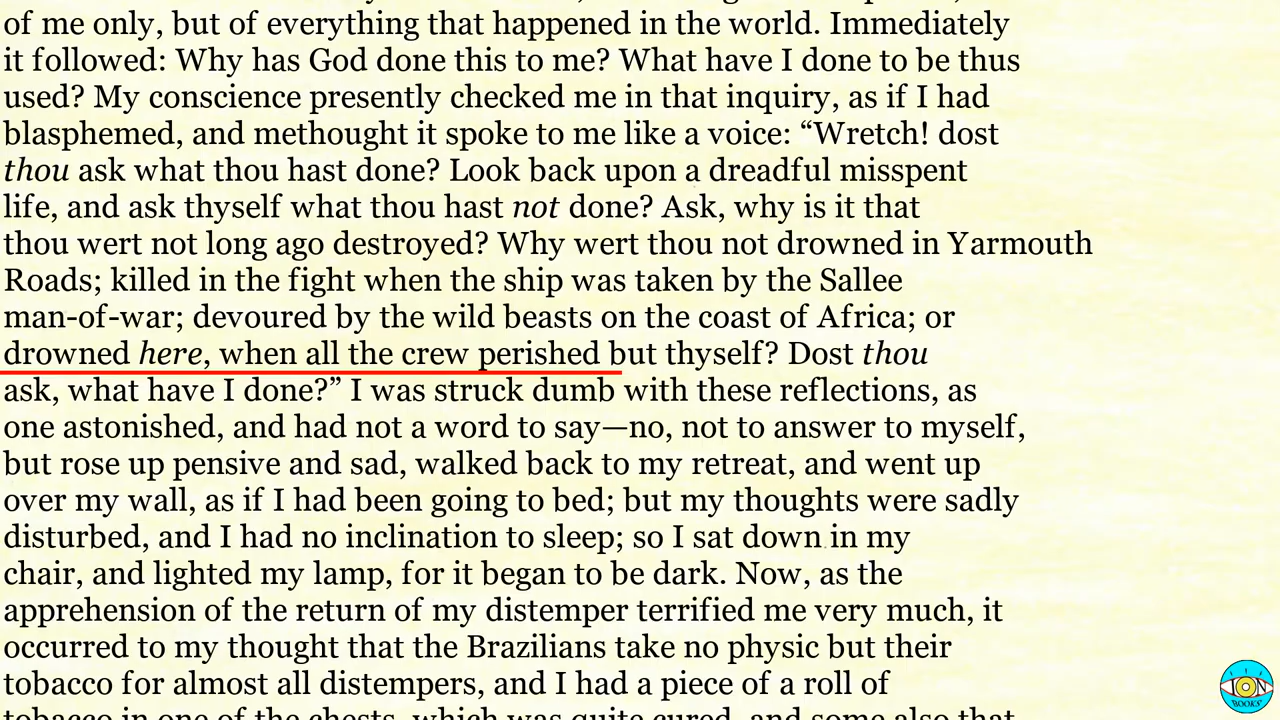 of me only, but of everything that happened in the world. Immediately
it followed: Why has God done this to me? What have I done to be thus
used? My conscience presently checked me in that inquiry, as if I had
blasphemed, and methought it spoke to me like a voice: “Wretch! dost
thou ask what thou hast done? Look back upon a dreadful misspent
life, and ask thyself what thou hast not done? Ask, why is it that
thou wert not long ago destroyed? Why wert thou not drowned in Yarmouth
Roads; killed in the fight when the ship was taken by the Sallee
man-of-war; devoured by the wild beasts on the coast of Africa; or
drowned here, when all the crew perished but thyself? Dost thou
ask, what have I done?” I was struck dumb with these reflections, as
one astonished, and had not a word to say—no, not to answer to myself,
but rose up pensive and sad, walked back to my retreat, and went up
over my wall, as if I had been going to bed; but my thoughts were sadly
disturbed, and I had no inclination to sleep; so I sat down in my
chair, and lighted my lamp, for it began to be dark. Now, as the
apprehension of the return of my distemper terrified me very much, it
occurred to my thought that the Brazilians take no physic but their
tobacco for almost all distempers, and I had a piece of a roll of
tobacco in one of the chests, which was quite cured, and some also that
ION
BOOKS